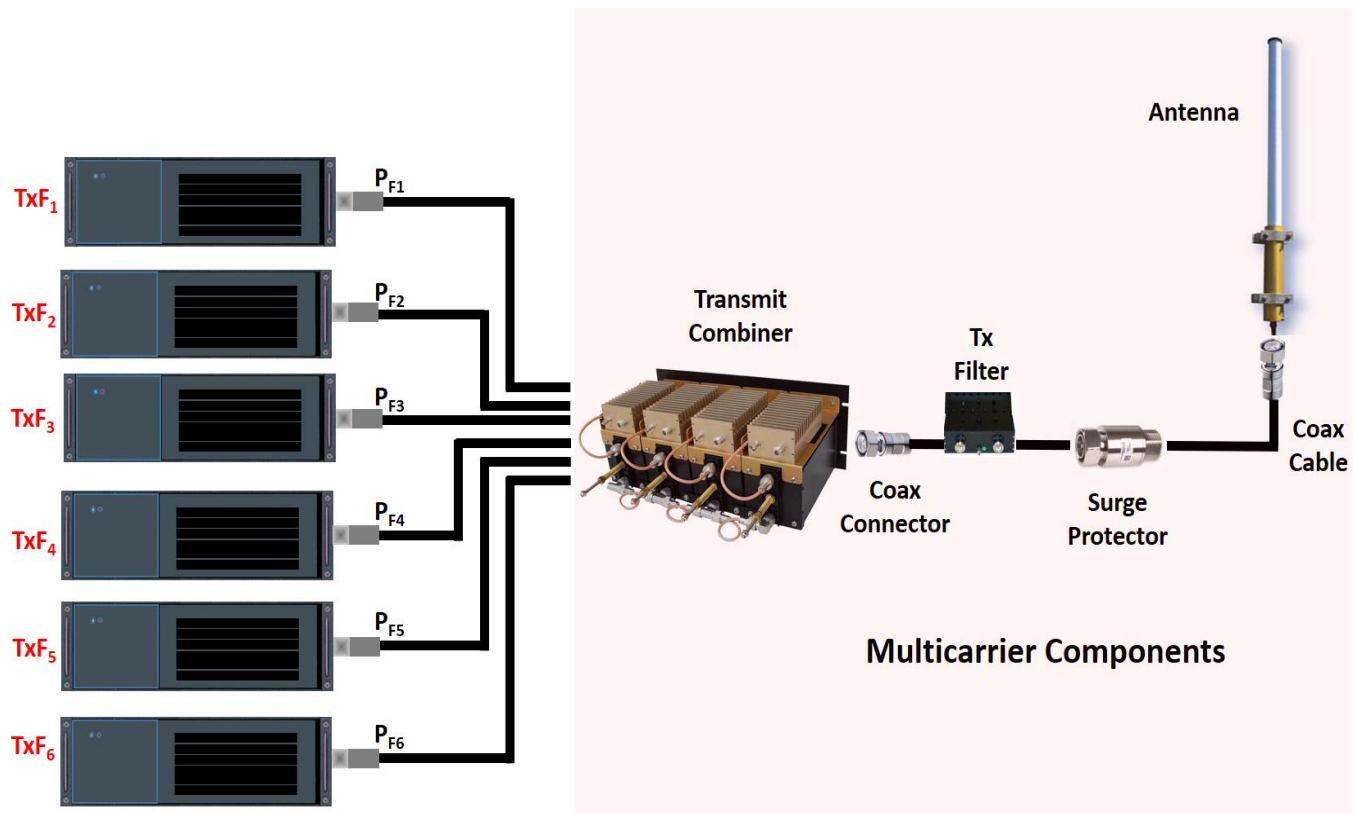 TxF1
PF1
TxF2
PF2
TxF3
PF3
TxF4
PF4
TxF5
PF5
TxF6
PF6
Transmit
Combiner
Coax
Connector
Tx
Filter
Surge
Protector
Antenna
Coax
Cable
Multicarrier Components